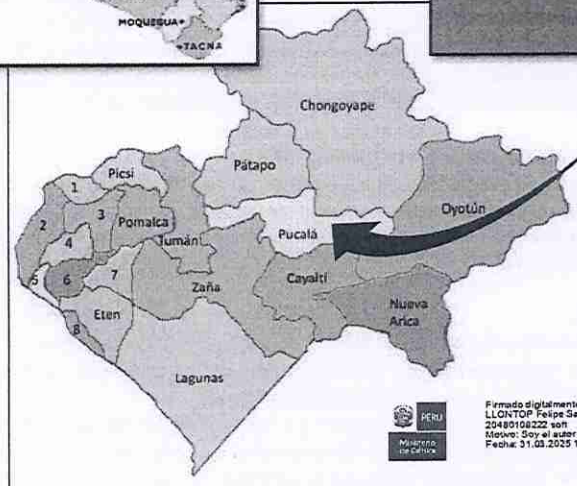 MOQUEGUA
TACNA
Chongoyape
Picsi
Pátapo
1
Oyotún
2
3
Pomalca
Pucalá
4
Tumán
5
6
7
Cayaltí
Zaña
Nueva
Arica
Eten
8
Lagunas
PERÚ
Ministerio
de Cultura
Firmado digitalmente
LLONTOP Felipe Sa
20480108222 soft
Motivo: Soy el autor
Fecha: 31.03.2025 1